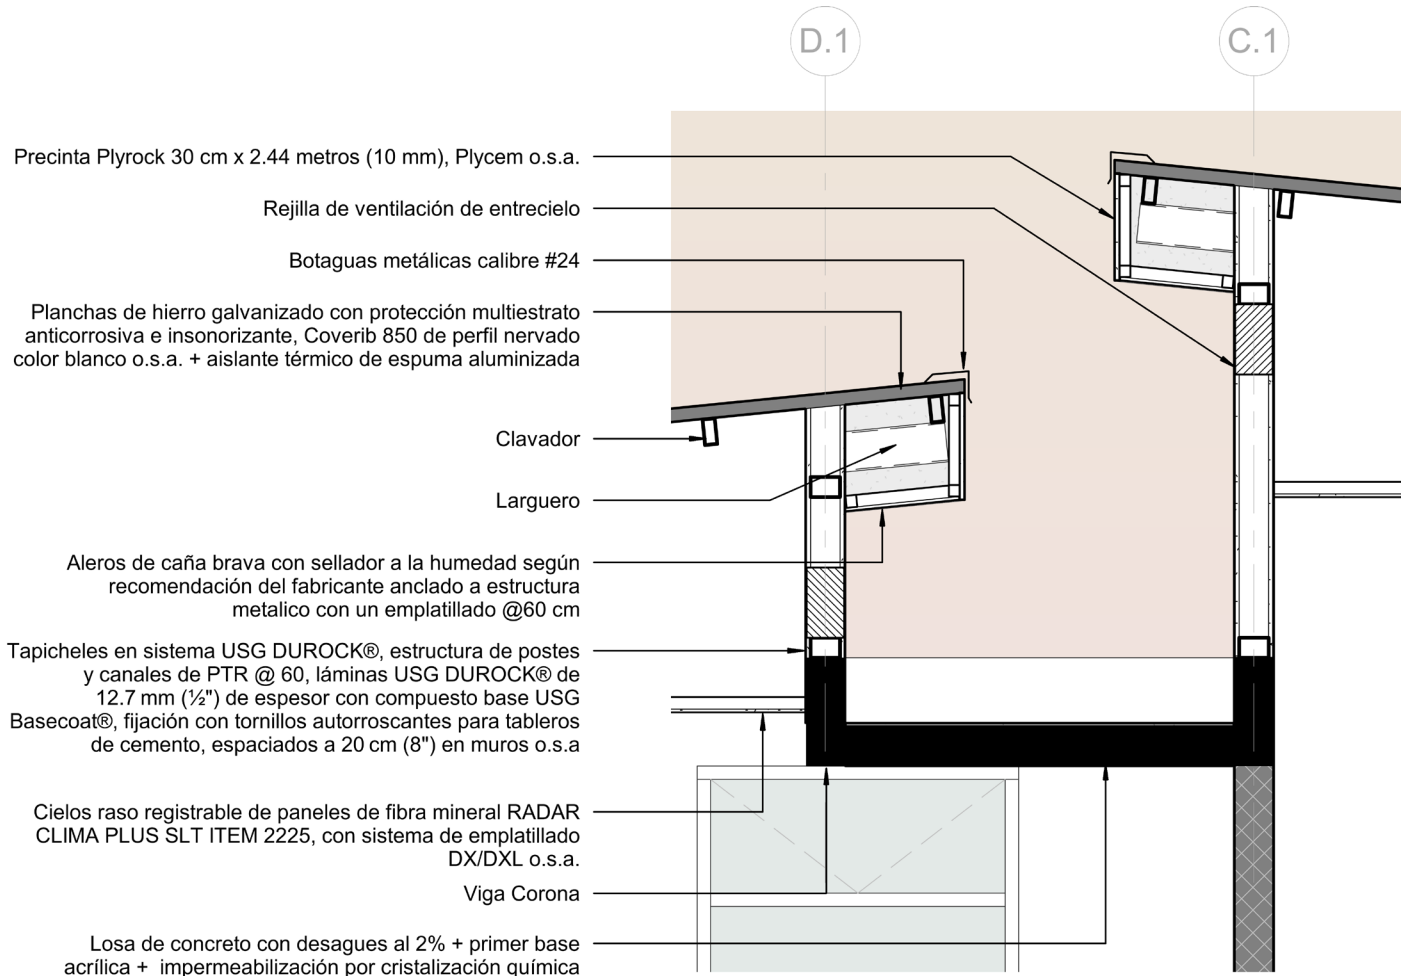 D.1
C.1
Precinta Plyrock 30 cm x 2.44 metros (10 mm), Plycem o.s.a.
Rejilla de ventilación de entrecielo
Botaguas metálicas calibre #24
Planchas de hierro galvanizado con protección multiestrato
anticorrosiva e insonorizante, Coverib 850 de perfil nervado
color blanco o.s.a. + aislante térmico de espuma aluminizada
Clavador
Larguero
Aleros de caña brava con sellador a la humedad según
recomendación del fabricante anclado a estructura
metalico con un emplatillado @60 cm
Tapicheles en sistema USG DUROCK®, estructura de postes
y canales de PTR @ 60, láminas USG DUROCK® de
12.7 mm (½") de espesor con compuesto base USG
Basecoat®, fijación con tornillos autorroscantes para tableros
de cemento, espaciados a 20 cm (8") en muros o.s.a
Cielos raso registrable de paneles de fibra mineral RADAR
CLIMA PLUS SLT ITEM 2225, con sistema de emplatillado
DX/DXL o.s.a.
Viga Corona
Losa de concreto con desagues al 2% + primer base
acrílica + impermeabilización por cristalización química